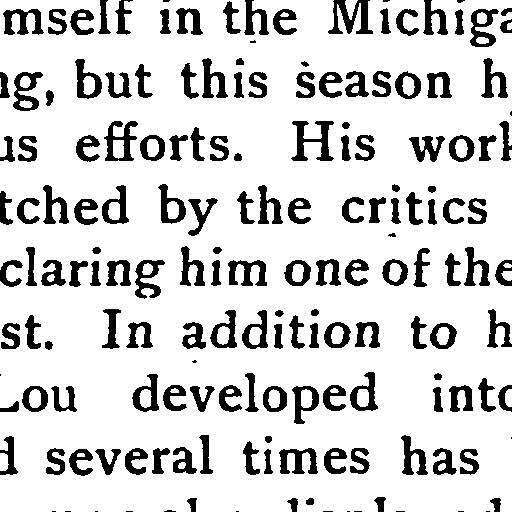 mself in the Michiga
ng, but this season h
us efforts. His work
tched by the critics
claring him one of the
st. In addition to h
Lou developed into
d several times has